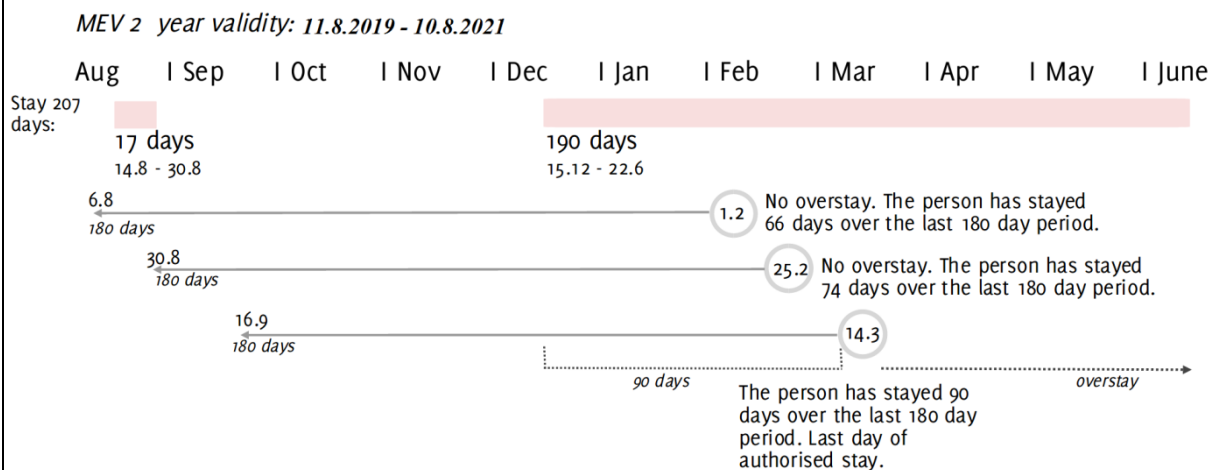 MEV 2 year validity: 11.8.2019 - 10.8.2021
Aug I Sep I Oct I Nov I Dec I Jan I Feb I Mar I Apr I May I June
Stay 207
days:
17 days
14.8 - 30.8
190 days
15.12 - 22.6
6.8
180 days
1.2
No overstay. The person has stayed
66 days over the last 180 day period.
30.8
180 days
25.2
No overstay. The person has stayed
74 days over the last 180 day period.
16.9
180 days
14.3
90 days
overstay
The person has stayed 90
days over the last 180 day
period. Last day of
authorised stay.